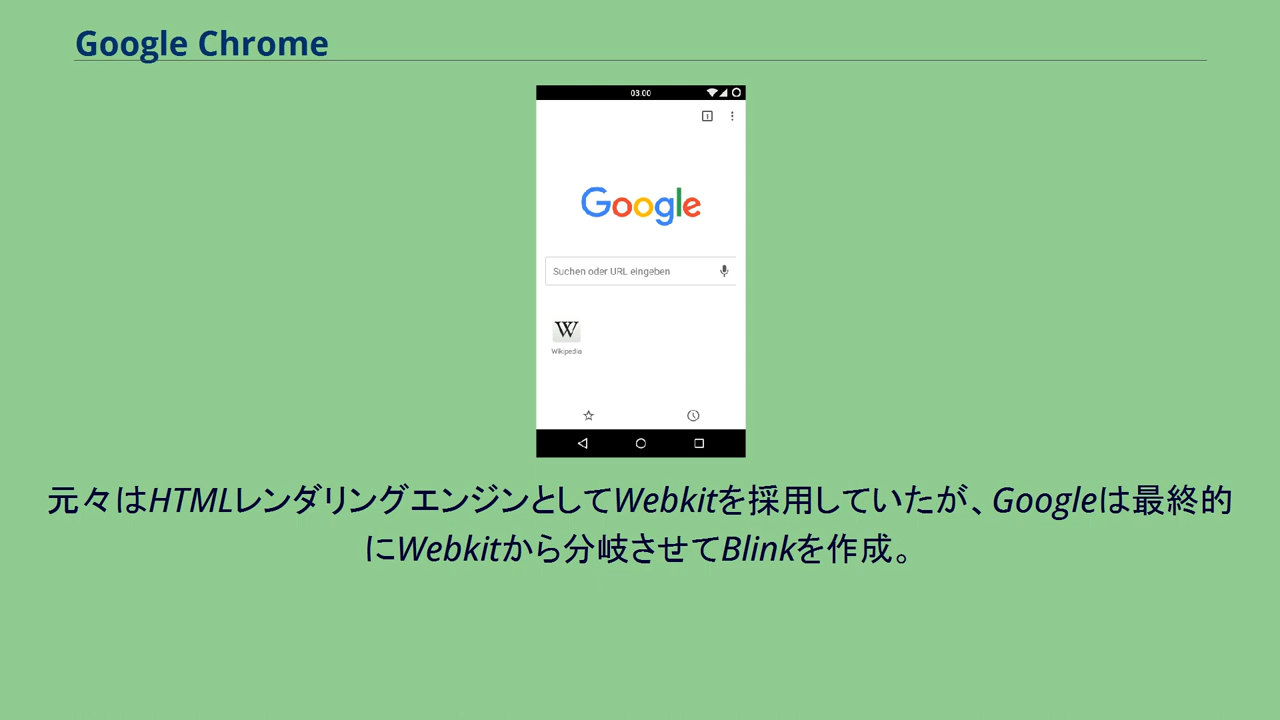 Google Chrome
03:00
Google
Suchen oder URL eingeben
W
Wikipedia
元々はHTMLレンダリングエンジンとしてWebkitを採用していたが、Googleは最終的
にWebkitから分岐させてBlinkを作成。